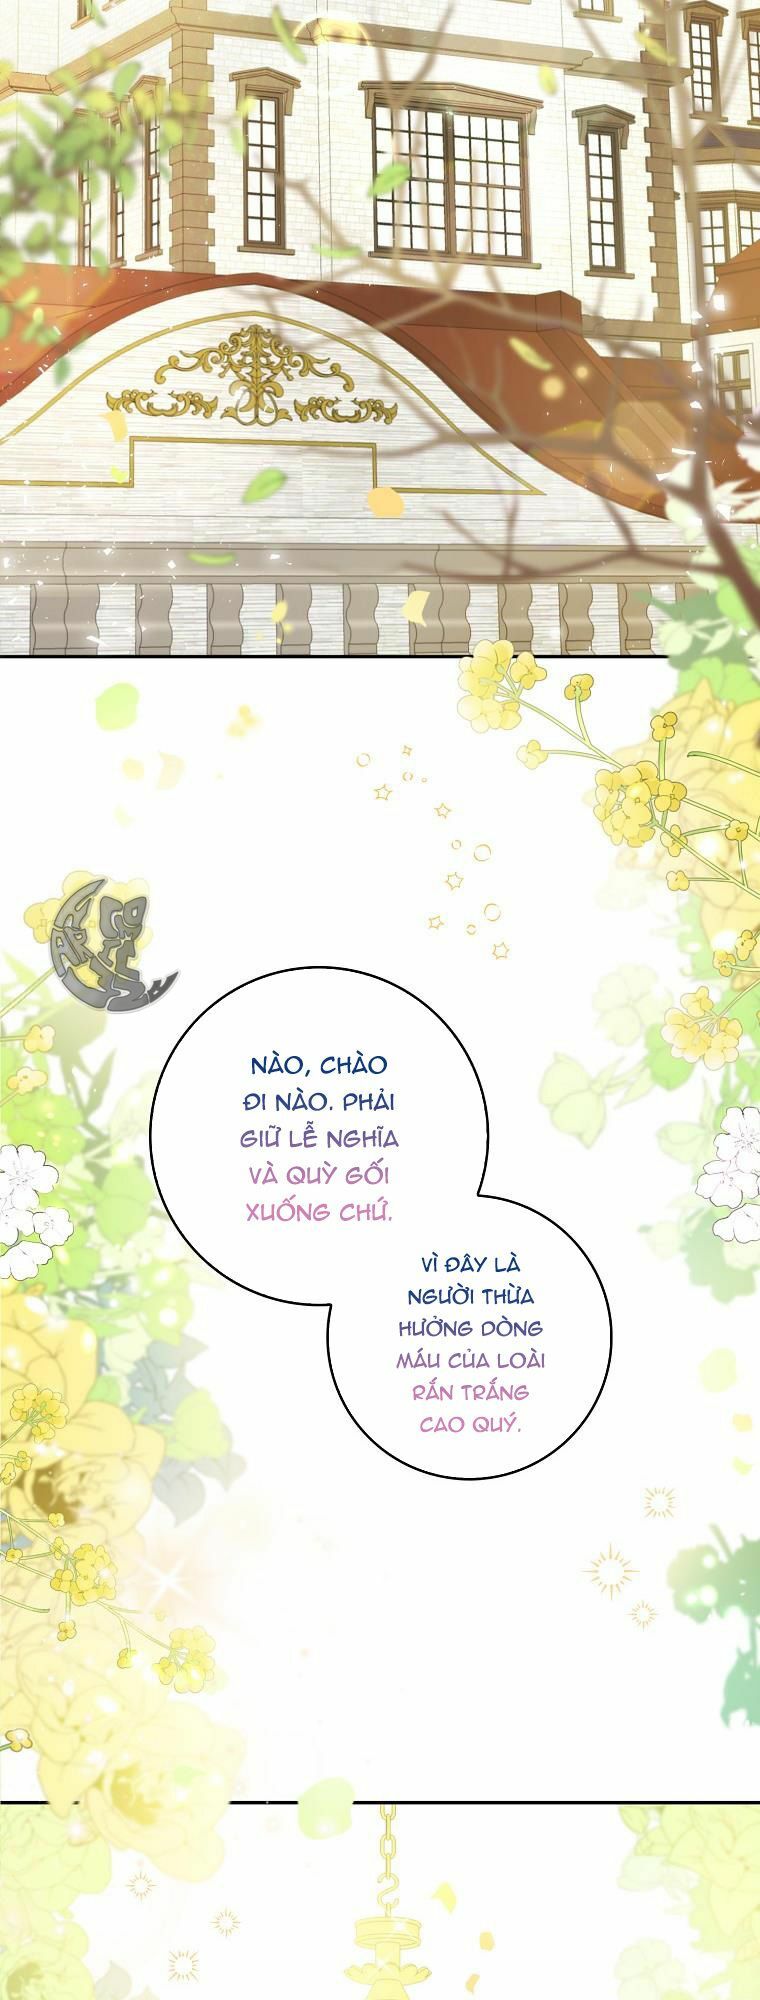 NÀO, CHÀO
ĐI NÀO. PHẢI
GIỮ LỄ NGHĨA
VÀ QUỲ GỐI
XUỐNG CHỨ.
VÌ ĐÂY LÀ
NGƯỜI THỪA
HƯỞNG DÒNG
MÁU CỦA LOÀI
RẮN TRẮNG
CAO QUÝ.